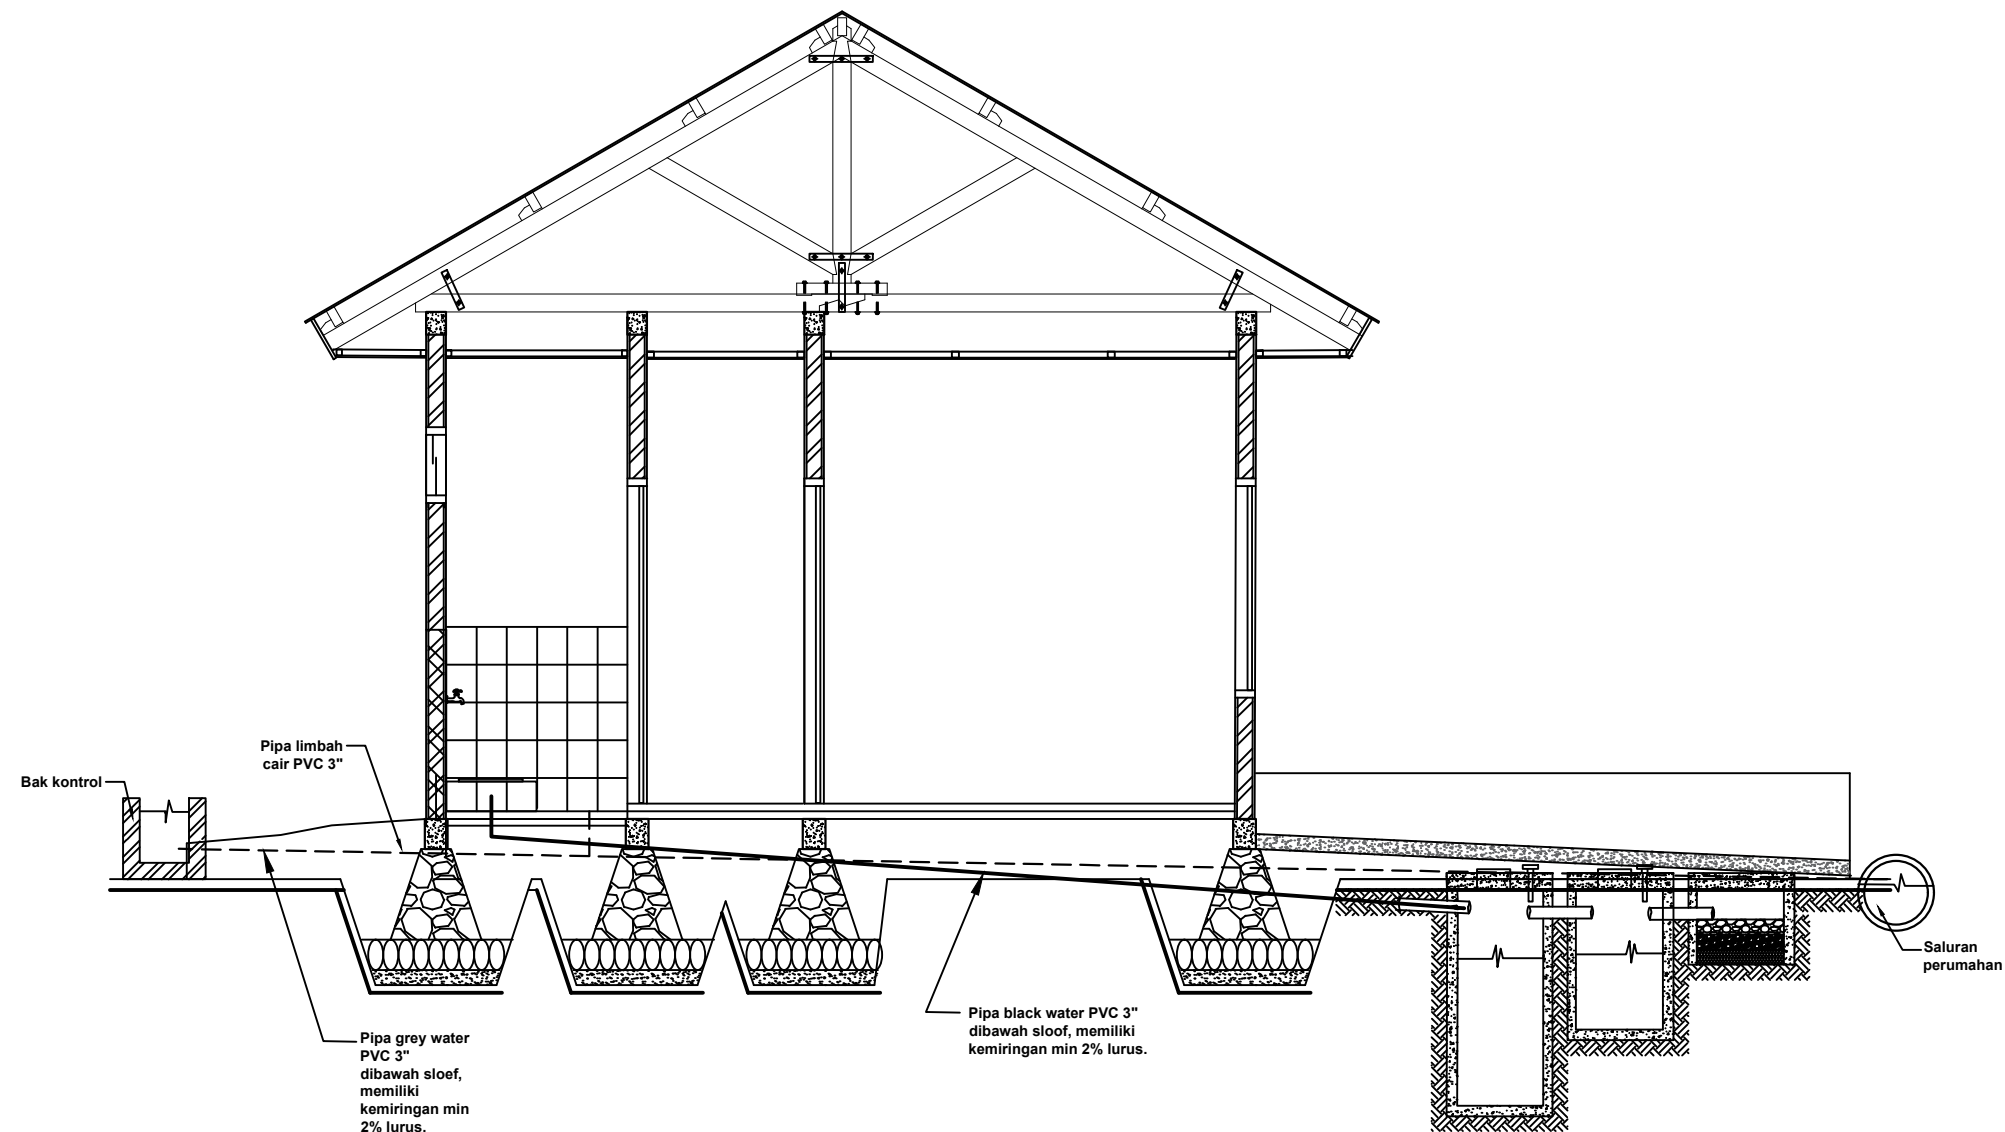 Pipa limbah
cair PVC 3"
Bak kontrol
Saluran
perumahan
Pipa black water PVC 3"
dibawah sloof, memiliki
kemiringan min 2% lurus.
Pipa grey water
PVC 3"
dibawah sloef,
memiliki
kemiringan min
2% lurus.